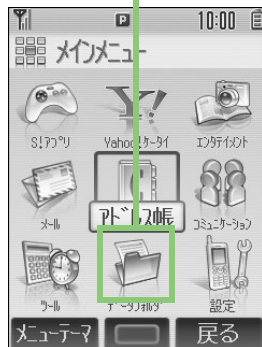 P 10:00
メインメニュー
S!アプリ Yahoo!ケータイ エンタテイメント
メール アドレス帳 コミュニケーション
ツール データフォルダ 設定
メニューテーマ 戻る